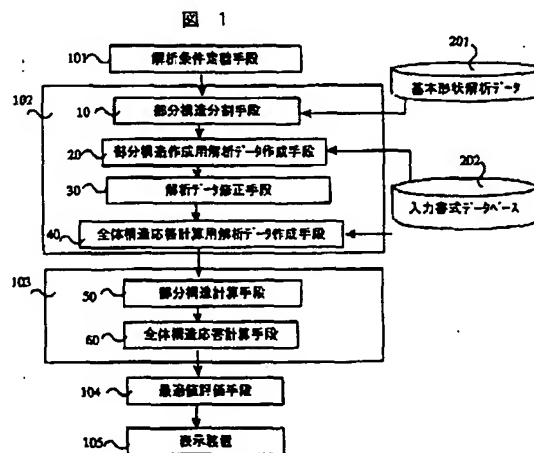 図 1
101
解析条件定義手段
201
基本形状解析データ
102
10
部分構造分割手段
20
部分構造作成用解析データ作成手段
202
30
解析データ修正手段
入力書式データベース
40
全体構造応答計算用解析データ作成手段
103
50
部分構造計算手段
60
全体構造応答計算手段
104
最適値評価手段
105
表示装置